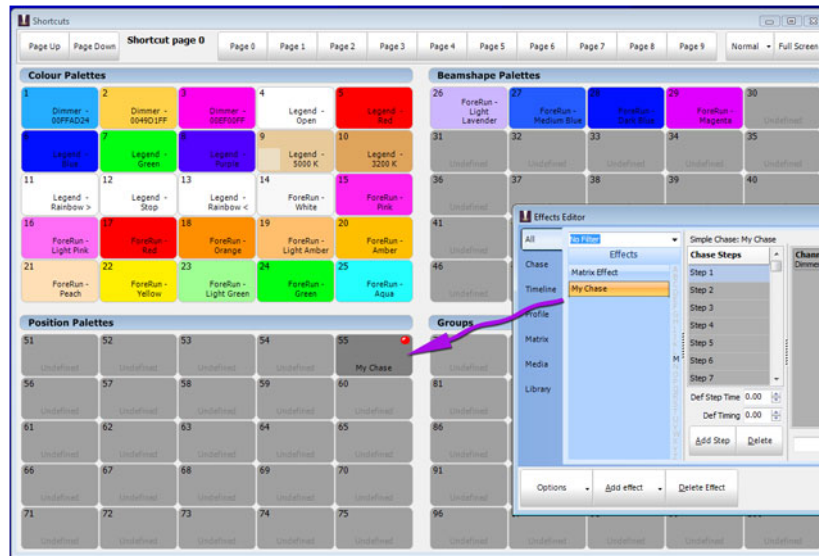 Shortcuts
Page Up Page Down Shortcut page 0 Page 0 Page 1 Page 2 Page 3 Page 4 Page 5 Page 6 Page 7 Page 8 Page 9 Normal Full Screen
Colour Palettes
1 Dimmer - 00FFAD24
2 Dimmer - 0049D1FF
3 Dimmer - 00EF00FF
4 Legend - Open
5 Legend - Red
6 Legend - Blue
7 Legend - Green
8 Legend - Purple
9 Legend - 5000 K
10 Legend - 3200 K
11 Legend - Rainbow >
12 Legend - Stop
13 Legend - Rainbow <
14 ForeRun - White
15 ForeRun - Pink
16 ForeRun - Light Pink
17 ForeRun - Red
18 ForeRun - Orange
19 ForeRun - Light Amber
20 ForeRun - Amber
21 ForeRun - Peach
22 ForeRun - Yellow
23 ForeRun - Light Green
24 ForeRun - Green
25 ForeRun - Aqua
Beamshape Palettes
26 ForeRun - Light Lavender
27 ForeRun - Medium Blue
28 ForeRun - Dark Blue
29 ForeRun - Magenta
30 Undefined
31 Undefined
32 Undefined
33 Undefined
34 Undefined
35 Undefined
36 Undefined
37
38
39
40
41 Undefined
46 Undefined
Position Palettes
51 Undefined
52 Undefined
53 Undefined
54 Undefined
55 My Chase
56 Undefined
57 Undefined
58 Undefined
59 Undefined
60 Undefined
61 Undefined
62 Undefined
63 Undefined
64 Undefined
65 Undefined
66 Undefined
67 Undefined
68 Undefined
69 Undefined
70 Undefined
71 Undefined
72 Undefined
73 Undefined
74 Undefined
75 Undefined
Groups
Undefined
81 Undefined
86 Undefined
91 Undefined
96 Undefined
Effects Editor
All
Chase
Timeline
Profile
Matrix
Media
Library
No Filter
Effects
Matrix Effect
My Chase
M
Simple Chase: My Chase
Chase Steps
Step 1
Step 2
Step 3
Step 4
Step 5
Step 6
Step 7
Def Step Time 0.00
Def Timing 0.00
Add Step Delete
Dimmer
Options Add effect Delete Effect